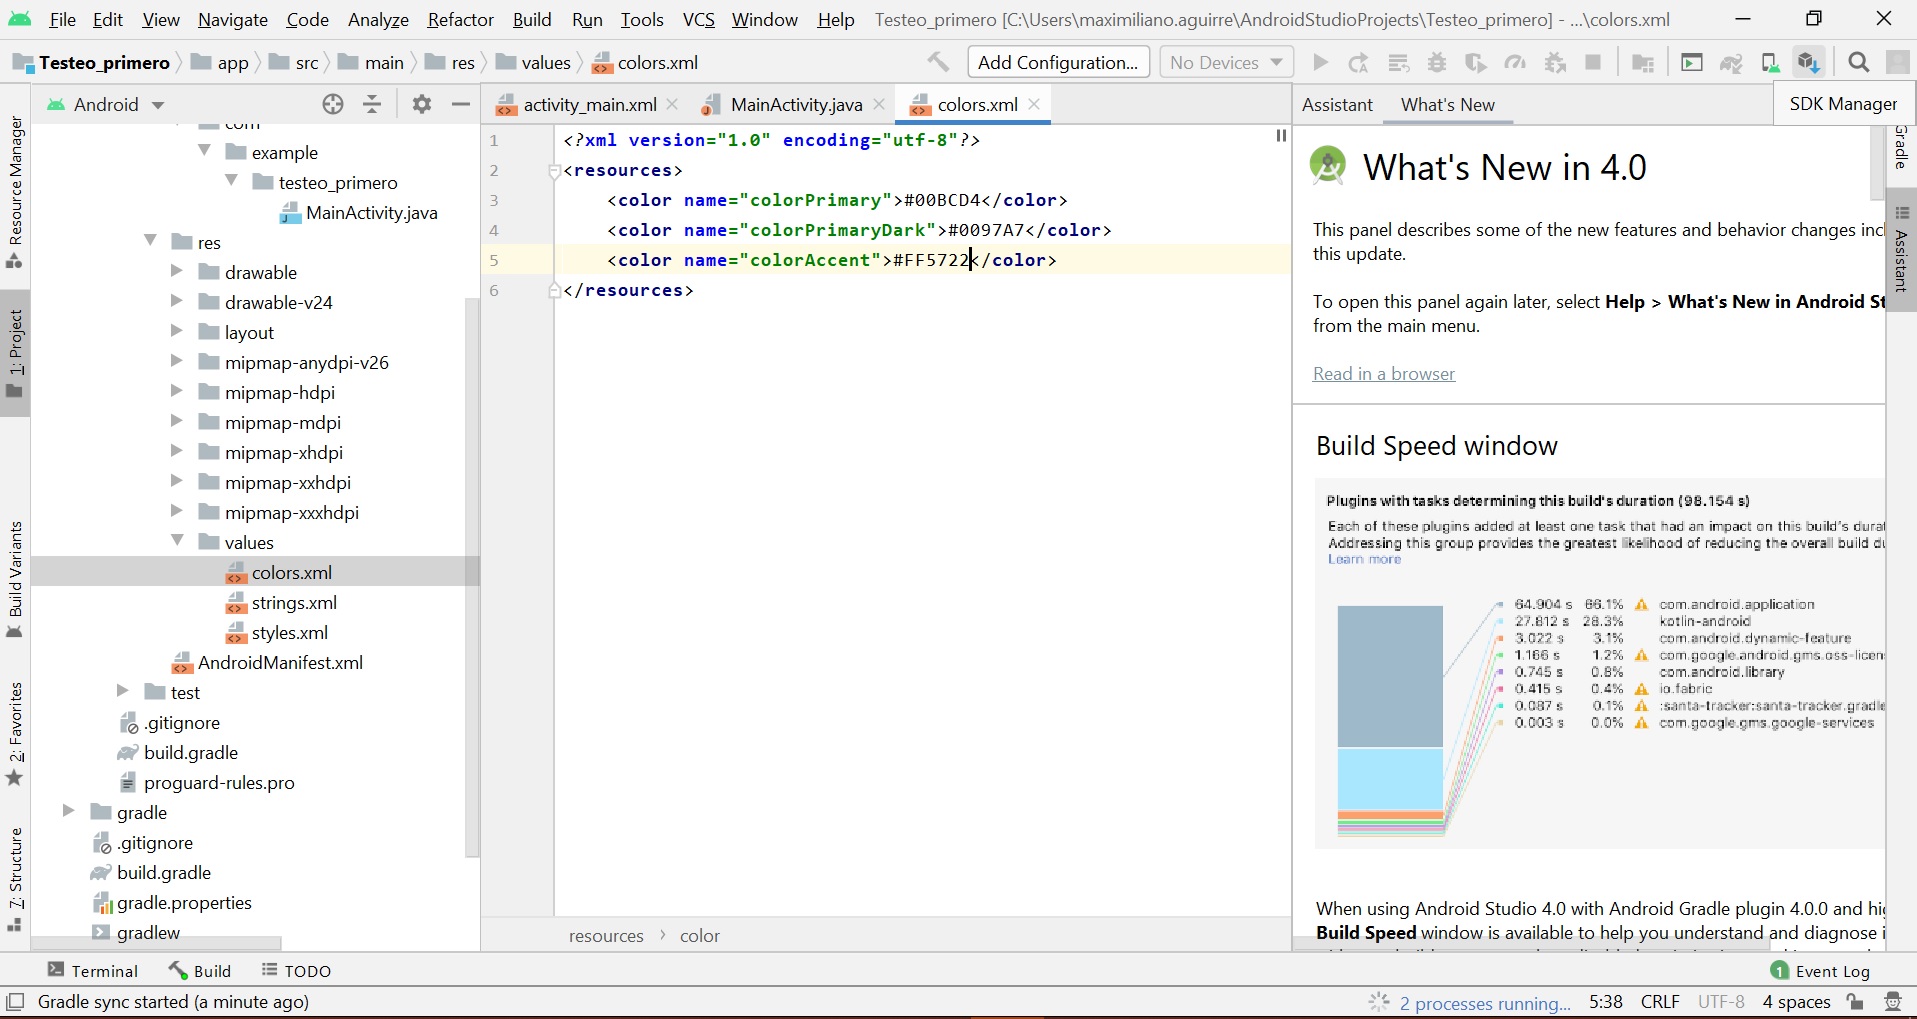 File Edit View Navigate Code Analyze Refactor Build Run Tools VCS Window Help Testeo_primero [C:\Users\maximiliano.aguirre\AndroidStudioProjects\Testeo_primero] - ...\colors.xml
Testeo_primero app src main res values colors.xml Add Configuration... No Devices
Android
activity_main.xml MainActivity.java colors.xml
Assistant What's New SDK Manager
Resource Manager
1: Project
Build Variants
2: Favorites
7: Structure
com
example
testeo_primero
MainActivity.java
res
drawable
drawable-v24
layout
mipmap-anydpi-v26
mipmap-hdpi
mipmap-mdpi
mipmap-xhdpi
mipmap-xxhdpi
mipmap-xxxhdpi
values
colors.xml
strings.xml
styles.xml
AndroidManifest.xml
test
.gitignore
build.gradle
proguard-rules.pro
gradle
.gitignore
build.gradle
gradle.properties
gradlew
1 <?xml version="1.0" encoding="utf-8"?>
2 <resources>
3 <color name="colorPrimary">#00BCD4</color>
4 <color name="colorPrimaryDark">#0097A7</color>
5 <color name="colorAccent">#FF5722</color>
6 </resources>
resources > color
What's New in 4.0
This panel describes some of the new features and behavior changes incl
this update.
To open this panel again later, select Help > What's New in Android St
from the main menu.
Read in a browser
Build Speed window
Plugins with tasks determining this build's duration (98.154 s)
Each of these plugins added at least one task that had an impact on this build's durat
Addressing this group provides the greatest likelihood of reducing the overall build du
Learn more
64.904 s 66.1% com.android.application
27.812 s 28.3% kotlin-android
3.022 s 3.1% com.android.dynamic-feature
1.166 s 1.2% com.google.android.gms.oss-licen
0.745 s 0.8% com.android.library
0.415 s 0.4% io.fabric
0.087 s 0.1% :santa-tracker:santa-tracker.gradle
0.003 s 0.0% com.google.gms.google-services
When using Android Studio 4.0 with Android Gradle plugin 4.0.0 and hi
Build Speed window is available to help you understand and diagnose i
Gradle
Assistant
Terminal Build TODO 1 Event Log
Gradle sync started (a minute ago) 2 processes running... 5:38 CRLF UTF-8 4 spaces